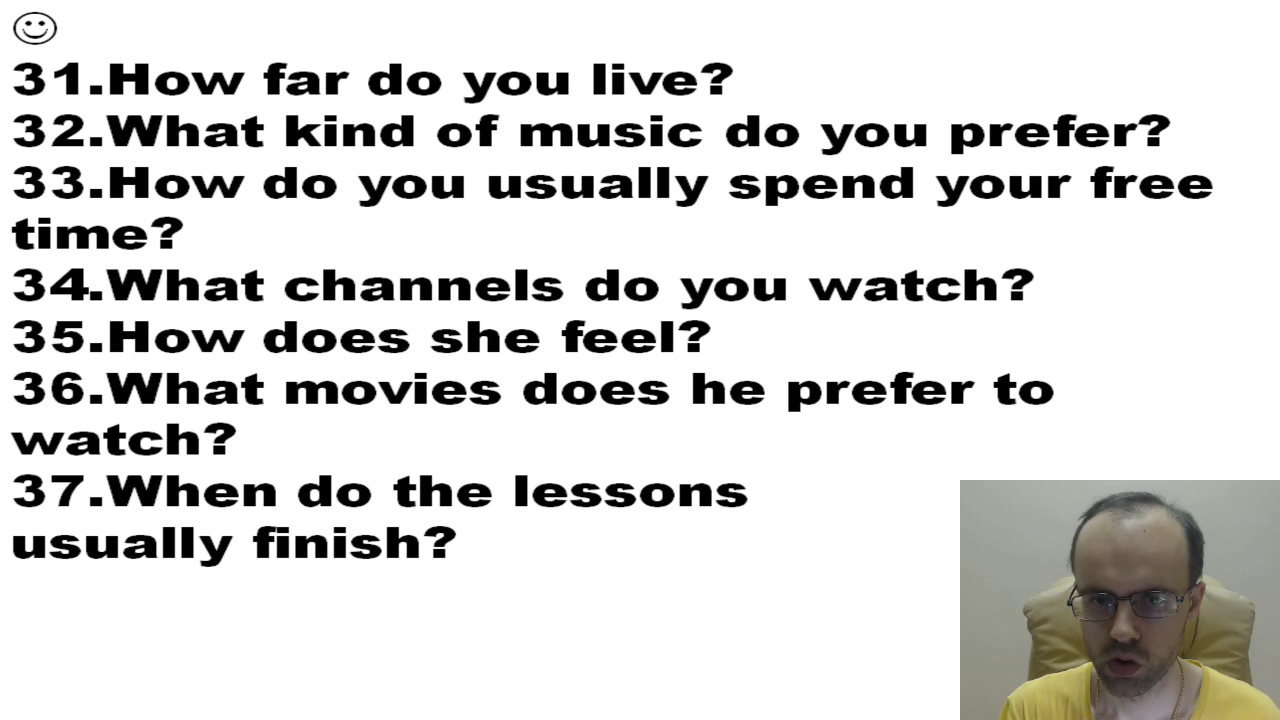 31.How far do you live?
32.What kind of music do you prefer?
33.How do you usually spend your free
time?
34.What channels do you watch?
35.How does she feel?
36.What movies does he prefer to
watch?
37.When do the lessons
usually finish?